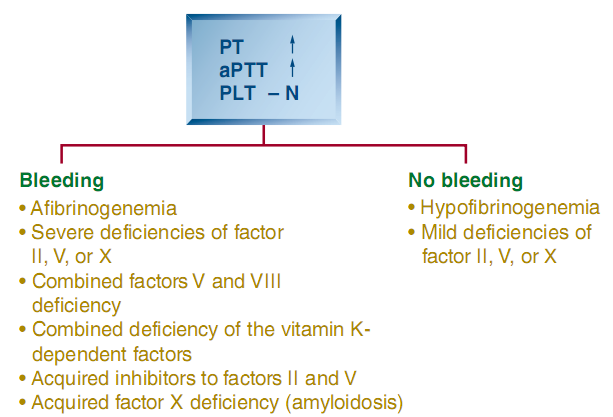 PT ↑
aPTT ↑
PLT – N
Bleeding
• Afibrinogenemia
• Severe deficiencies of factor
II, V, or X
• Combined factors V and VIII
deficiency
• Combined deficiency of the vitamin K-
dependent factors
• Acquired inhibitors to factors II and V
• Acquired factor X deficiency (amyloidosis)
No bleeding
• Hypofibrinogenemia
• Mild deficiencies of
factor II, V, or X